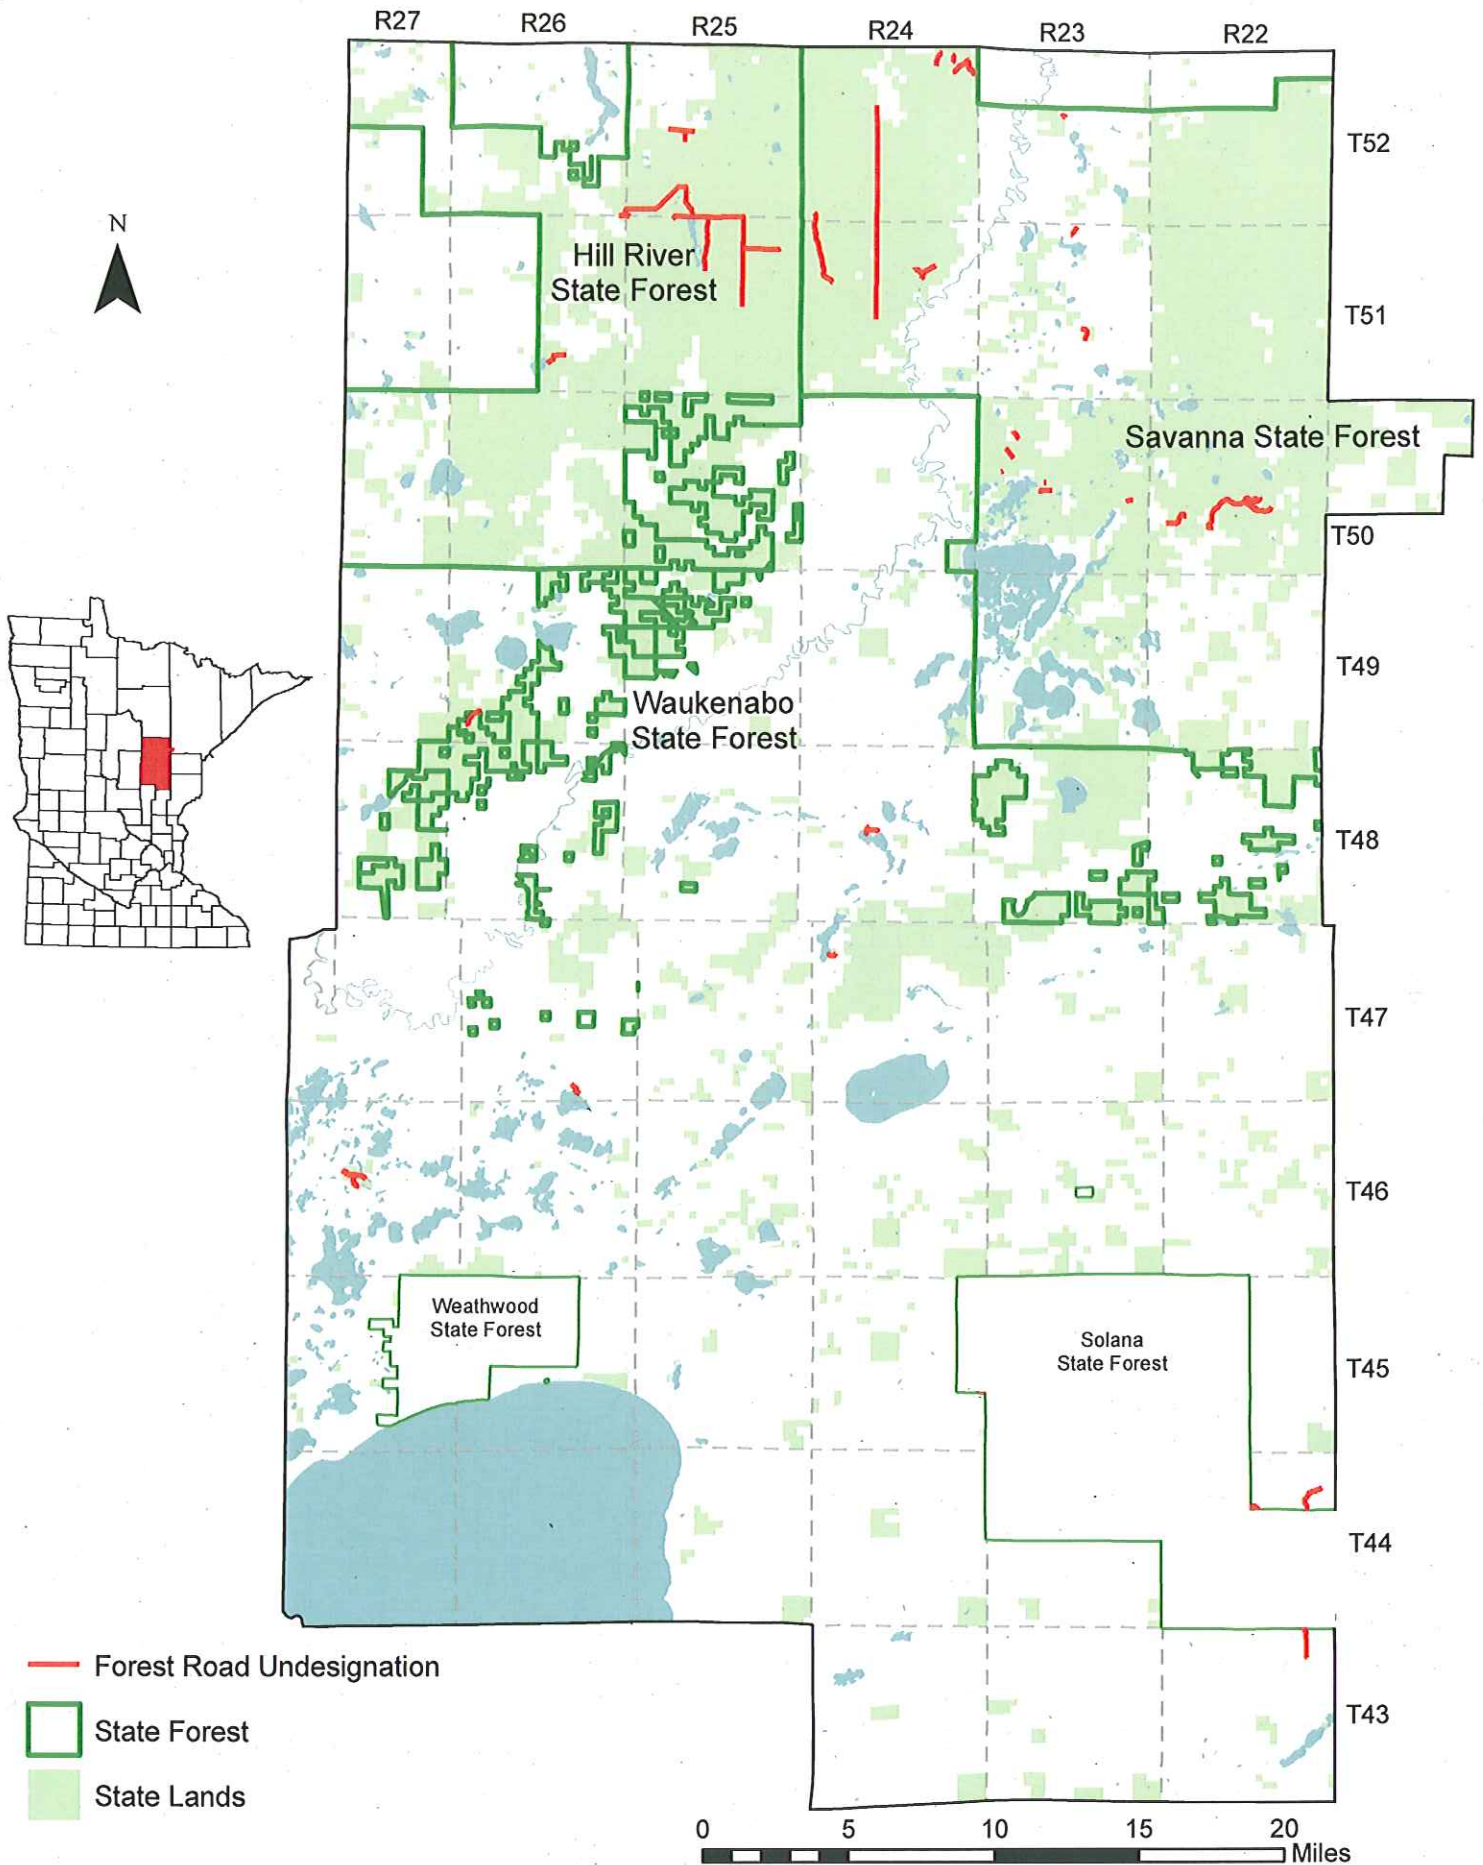 R27 R26 R25 R24 R23 R22
T52
N
Hill River
State Forest
T51
Savanna State Forest
T50
T49
Waukenabo
State Forest
T48
T47
T46
Weathwood
State Forest
Solana
State Forest
T45
T44
Forest Road Undesignation
State Forest
State Lands
T43
0 5 10 15 20
Miles